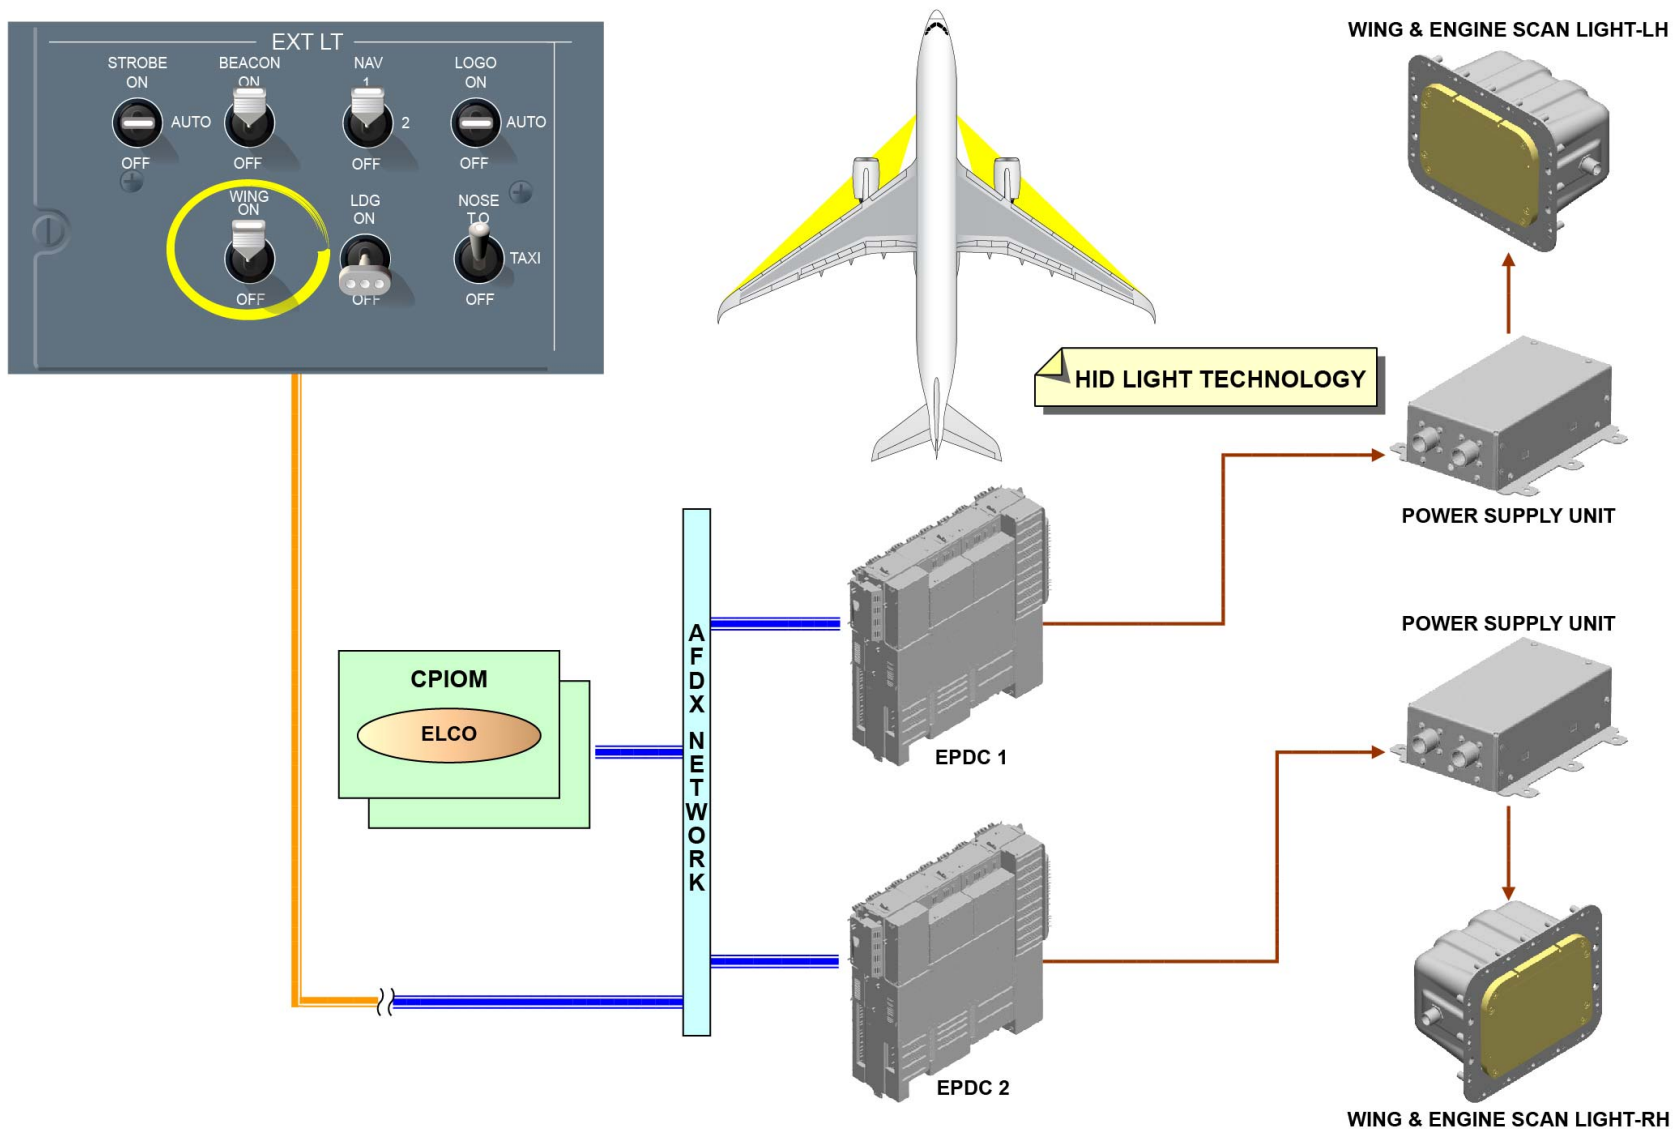 EXT LT
STROBE BEACON NAV LOGO
ON ON 1 ON
AUTO 2 AUTO
OFF OFF OFF OFF
WING LDG NOSE
ON ON T.O
TAXI
OFF OFF OFF
WING & ENGINE SCAN LIGHT-LH
HID LIGHT TECHNOLOGY
POWER SUPPLY UNIT
CPIOM
ELCO
AFDX NETWORK
EPDC 1
POWER SUPPLY UNIT
EPDC 2
WING & ENGINE SCAN LIGHT-RH